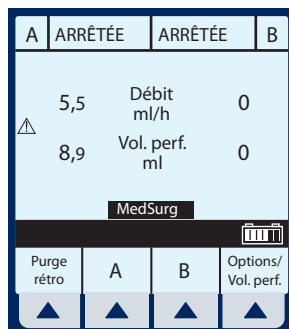 A ARRÊTÉE ARRÊTÉE B
5,5 Débit ml/h 0
8,9 Vol. perf. ml 0
MedSurg
Purge rétro A B Options/ Vol. perf.